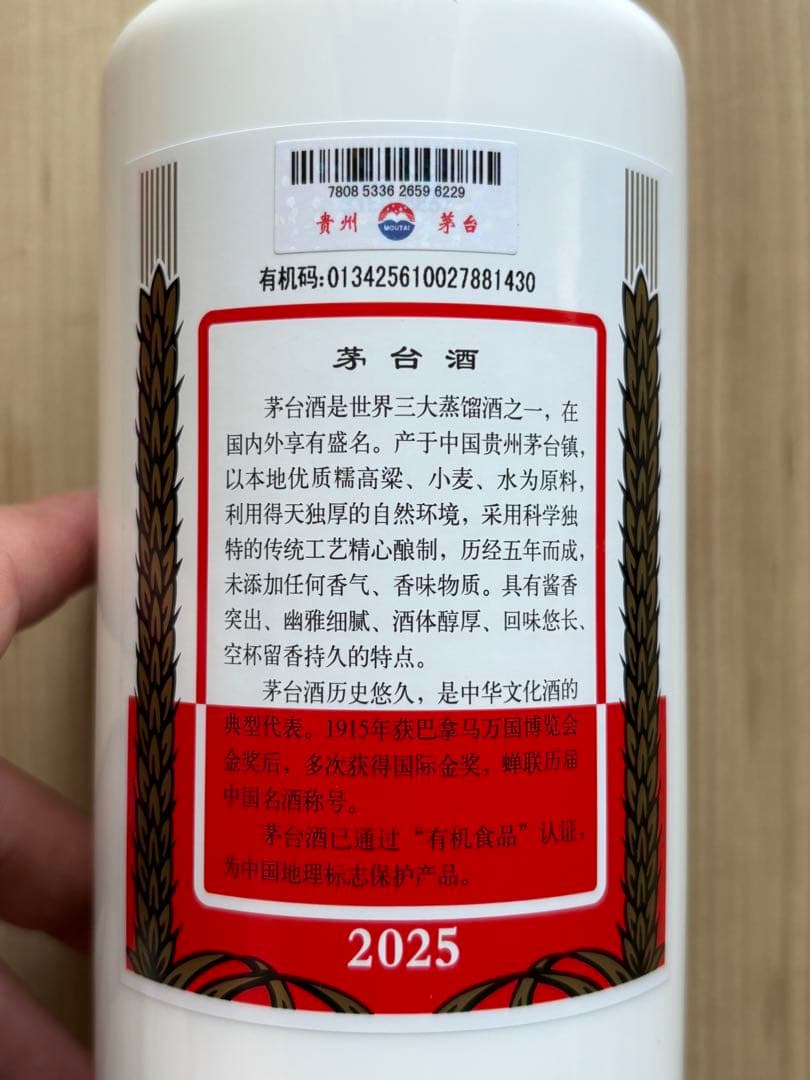 7808 5336 2659 6229
贵州 MOUTAI 茅台
有机码:013425610027881430
茅台酒
茅台酒是世界三大蒸馏酒之一，在
国内外享有盛名。产于中国贵州茅台镇，
以本地优质糯高粱、小麦、水为原料，
利用得天独厚的自然环境，采用科学独
特的传统工艺精心酿制，历经五年而成，
未添加任何香气、香味物质。具有酱香
突出、幽雅细腻、酒体醇厚、回味悠长、
空杯留香持久的特点。
茅台酒历史悠久，是中华文化酒的
典型代表。1915年获巴拿马万国博览会
金奖后，多次获得国际金奖，蝉联历届
中国名酒称号。
茅台酒已通过“有机食品”认证，
为中国地理标志保护产品。
2025